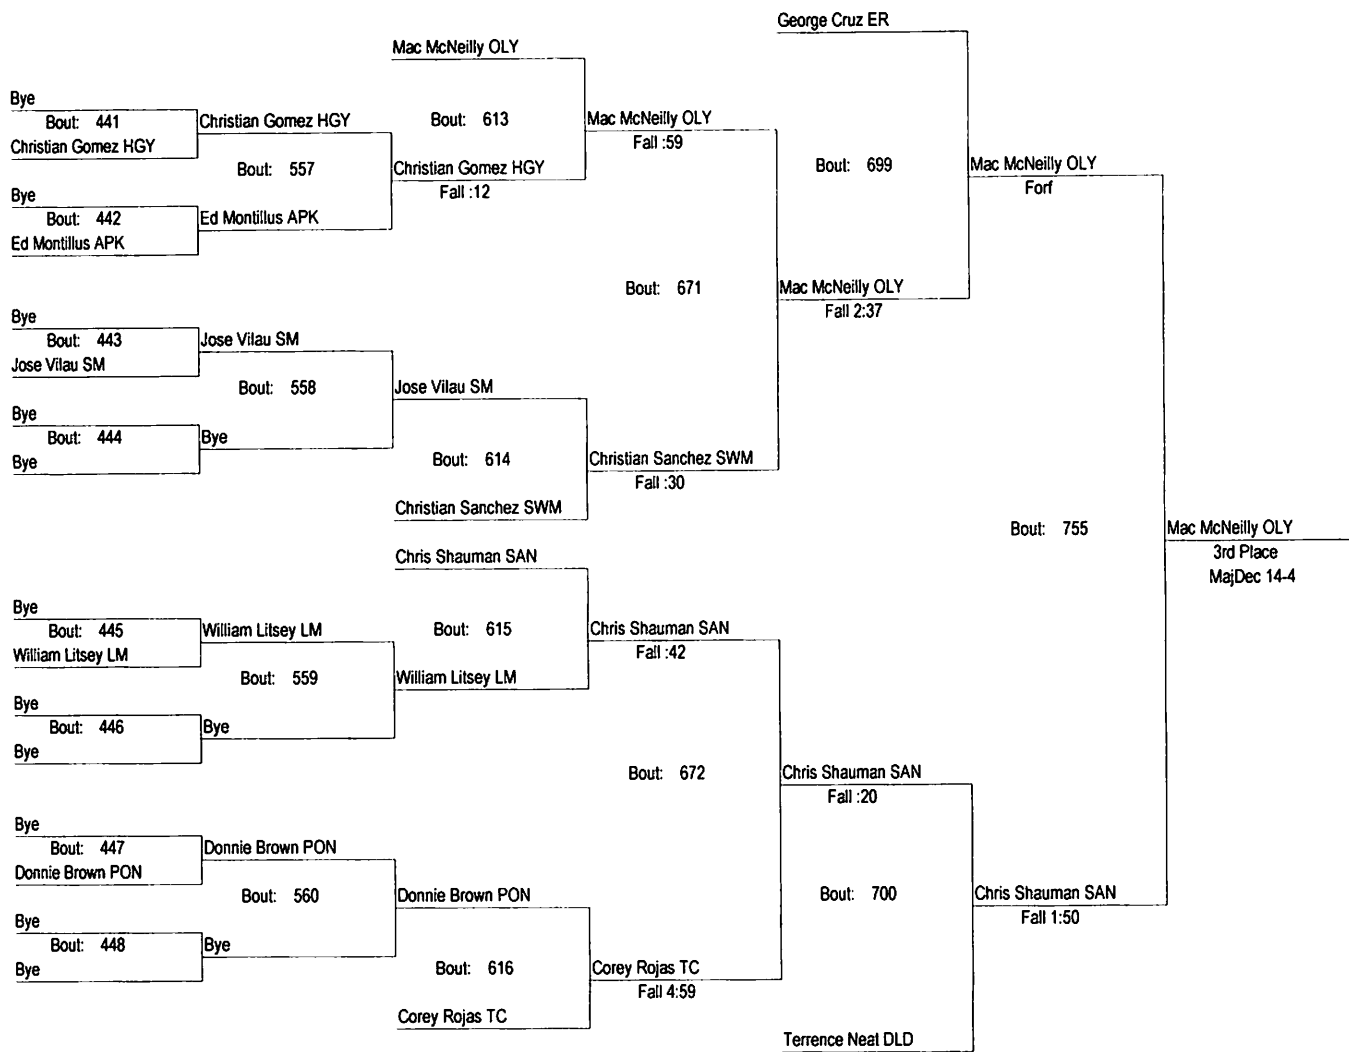 George Cruz ER
Mac McNeilly OLY
Bye
Bout: 441
Christian Gomez HGY
Christian Gomez HGY
Bout: 613
Mac McNeilly OLY
Fall :59
Bout: 557
Christian Gomez HGY
Fall :12
Bout: 699
Mac McNeilly OLY
Forf
Bye
Bout: 442
Ed Montillus APK
Ed Montillus APK
Bout: 671
Mac McNeilly OLY
Fall 2:37
Bye
Bout: 443
Jose Vilau SM
Jose Vilau SM
Bout: 558
Jose Vilau SM
Bye
Bout: 444
Bye
Bye
Bout: 614
Christian Sanchez SWM
Fall :30
Christian Sanchez SWM
Bout: 755
Mac McNeilly OLY
3rd Place
MajDec 14-4
Chris Shauman SAN
Bye
Bout: 445
William Litsey LM
William Litsey LM
Bout: 615
Chris Shauman SAN
Fall :42
Bout: 559
William Litsey LM
Bye
Bout: 446
Bye
Bye
Bout: 672
Chris Shauman SAN
Fall :20
Bye
Bout: 447
Donnie Brown PON
Donnie Brown PON
Bout: 560
Donnie Brown PON
Bout: 700
Chris Shauman SAN
Fall 1:50
Bye
Bout: 448
Bye
Bye
Bout: 616
Corey Rojas TC
Fall 4:59
Corey Rojas TC
Terrence Neat DLD